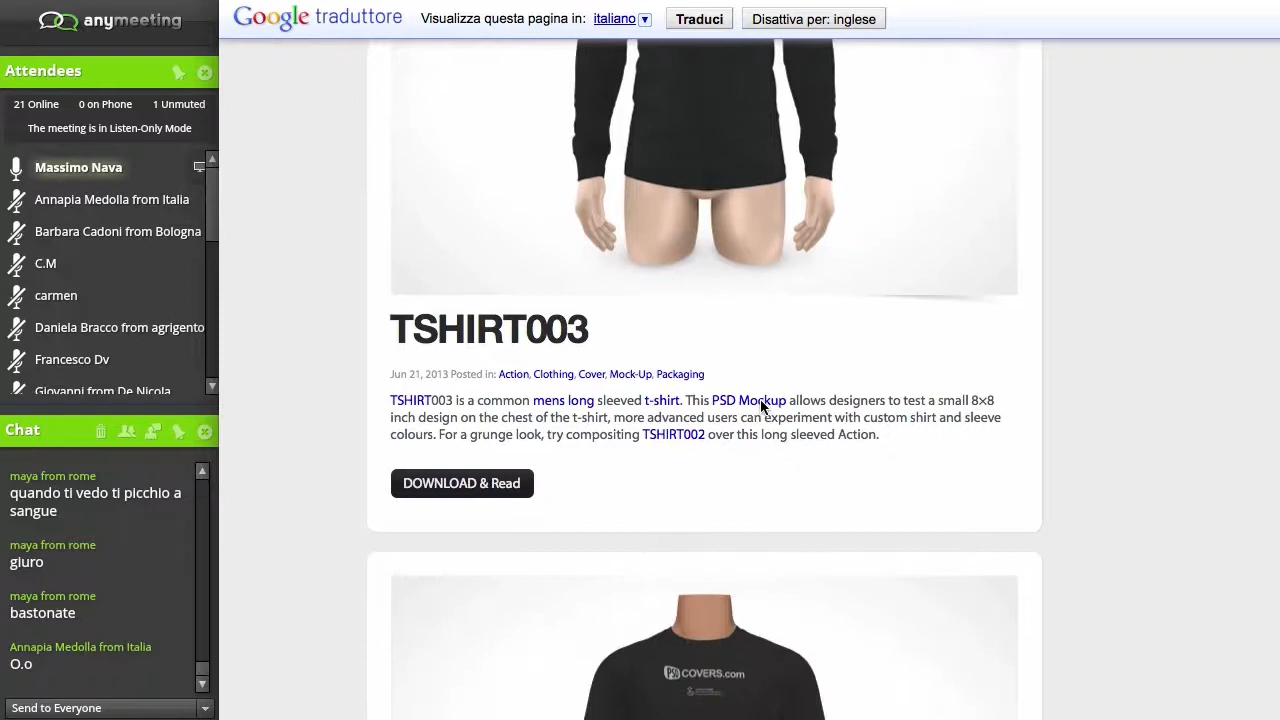 anymeeting
Google traduttore
Visualizza questa pagina in: italiano
Traduci
Disattiva per: inglese
Attendees
21 Online 0 on Phone 1 Unmuted
The meeting is in Listen-Only Mode
Massimo Nava
Annapia Medolla from Italia
Barbara Cadoni from Bologna
C.M
carmen
Daniela Bracco from agrigento
Francesco Dv
Giovanni from De Nicola
Chat
maya from rome
quando ti vedo ti picchio a
sangue
maya from rome
giuro
maya from rome
bastonate
Annapia Medolla from Italia
O.o
Send to Everyone
TSHIRT003
Jun 21, 2013 Posted in: Action, Clothing, Cover, Mock-Up, Packaging
TSHIRT003 is a common mens long sleeved t-shirt. This PSD Mockup allows designers to test a small 8×8
inch design on the chest of the t-shirt, more advanced users can experiment with custom shirt and sleeve
colours. For a grunge look, try compositing TSHIRT002 over this long sleeved Action.
DOWNLOAD & Read
PSD COVERS.com